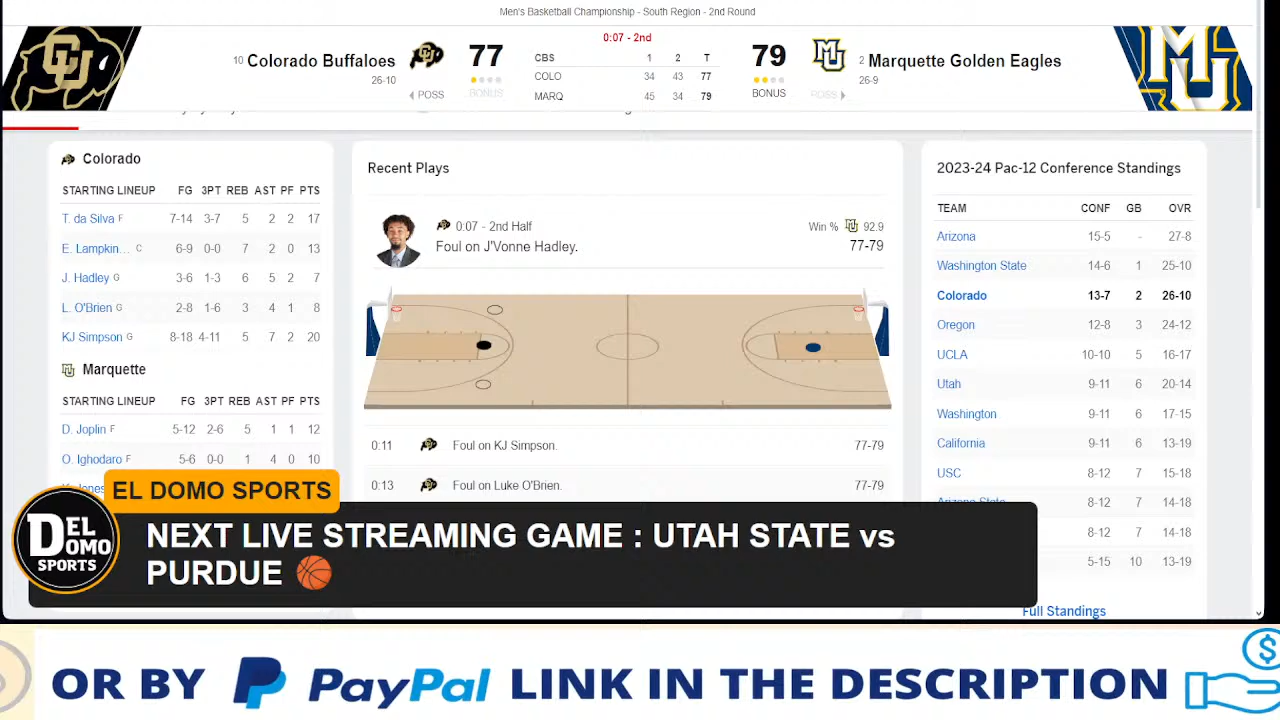 Men's Basketball Championship - South Region - 2nd Round
10 Colorado Buffaloes
26-10
77
BONUS
POSS
0:07 - 2nd
CBS 1 2 T
COLO 34 43 77
MARQ 45 34 79
79
BONUS
POSS
2 Marquette Golden Eagles
26-9
Colorado
STARTING LINEUP FG 3PT REB AST PF PTS
T. da Silva F 7-14 3-7 5 2 2 17
E. Lampkin... C 6-9 0-0 7 2 0 13
J. Hadley G 3-6 1-3 6 5 2 7
L. O'Brien G 2-8 1-6 3 4 1 8
KJ Simpson G 8-18 4-11 5 7 2 20
Marquette
STARTING LINEUP FG 3PT REB AST PF PTS
D. Joplin F 5-12 2-6 5 1 1 12
O. Ighodaro F 5-6 0-0 1 4 0 10
Recent Plays
0:07 - 2nd Half
Foul on J'Vonne Hadley.
Win % 92.9
77-79
0:11 Foul on KJ Simpson. 77-79
0:13 Foul on Luke O'Brien. 77-79
2023-24 Pac-12 Conference Standings
TEAM CONF GB OVR
Arizona 15-5 - 27-8
Washington State 14-6 1 25-10
Colorado 13-7 2 26-10
Oregon 12-8 3 24-12
UCLA 10-10 5 16-17
Utah 9-11 6 20-14
Washington 9-11 6 17-15
California 9-11 6 13-19
USC 8-12 7 15-18
Arizona State 8-12 7 14-18
8-12 7 14-18
5-15 10 13-19
Full Standings
EL DOMO SPORTS
DEL DOMO SPORTS
NEXT LIVE STREAMING GAME : UTAH STATE vs
PURDUE 🏀
OR BY PayPal LINK IN THE DESCRIPTION